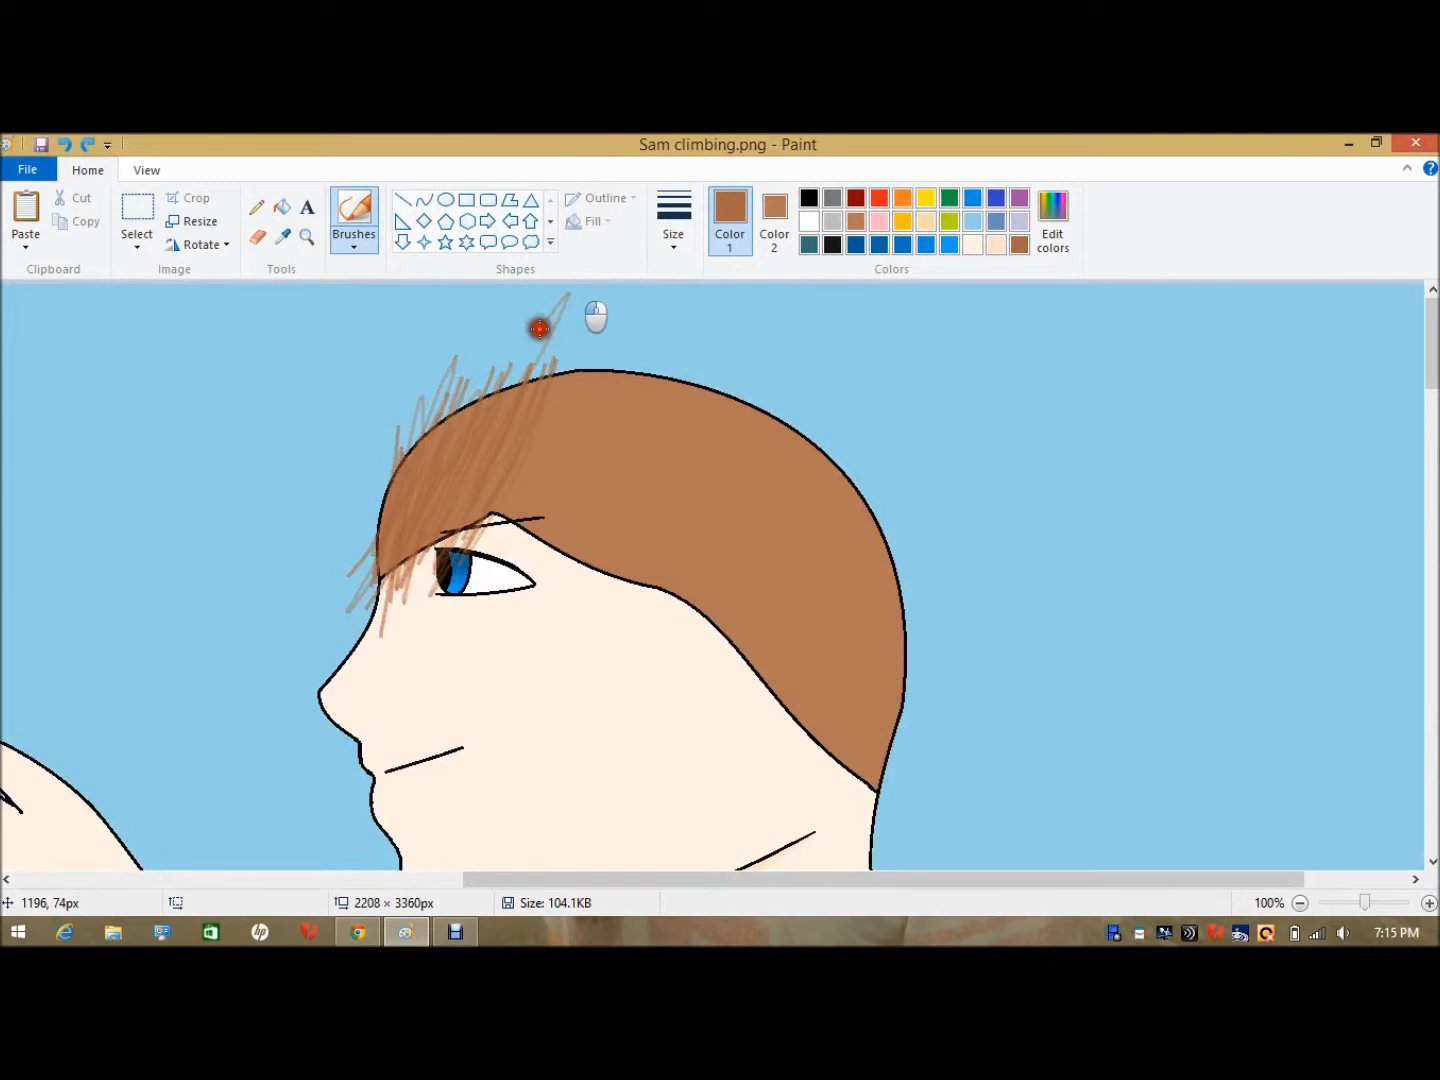 Sam climbing.png - Paint
File Home View
Cut Crop Outline
Copy Resize Fill
Paste Select Rotate Brushes Size Color 1 Color 2 Edit colors
Clipboard Image Tools Shapes Colors
A
1196, 74px 2208 × 3360px Size: 104.1KB 100%
hp 7:15 PM